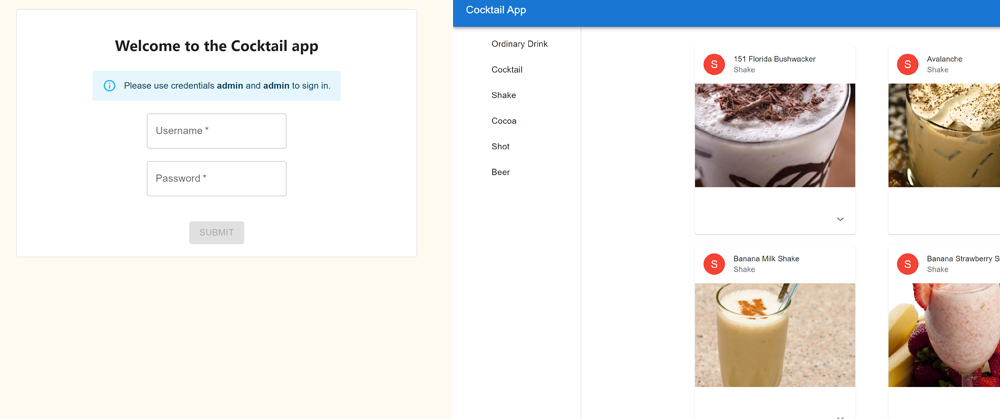 Welcome to the Cocktail app
Please use credentials admin and admin to sign in.
Username *
Password *
SUBMIT
Cocktail App
Ordinary Drink
Cocktail
Shake
Cocoa
Shot
Beer
S
151 Florida Bushwacker
Shake
S
Avalanche
Shake
S
Banana Milk Shake
Shake
S
Banana Strawberry S
Shake